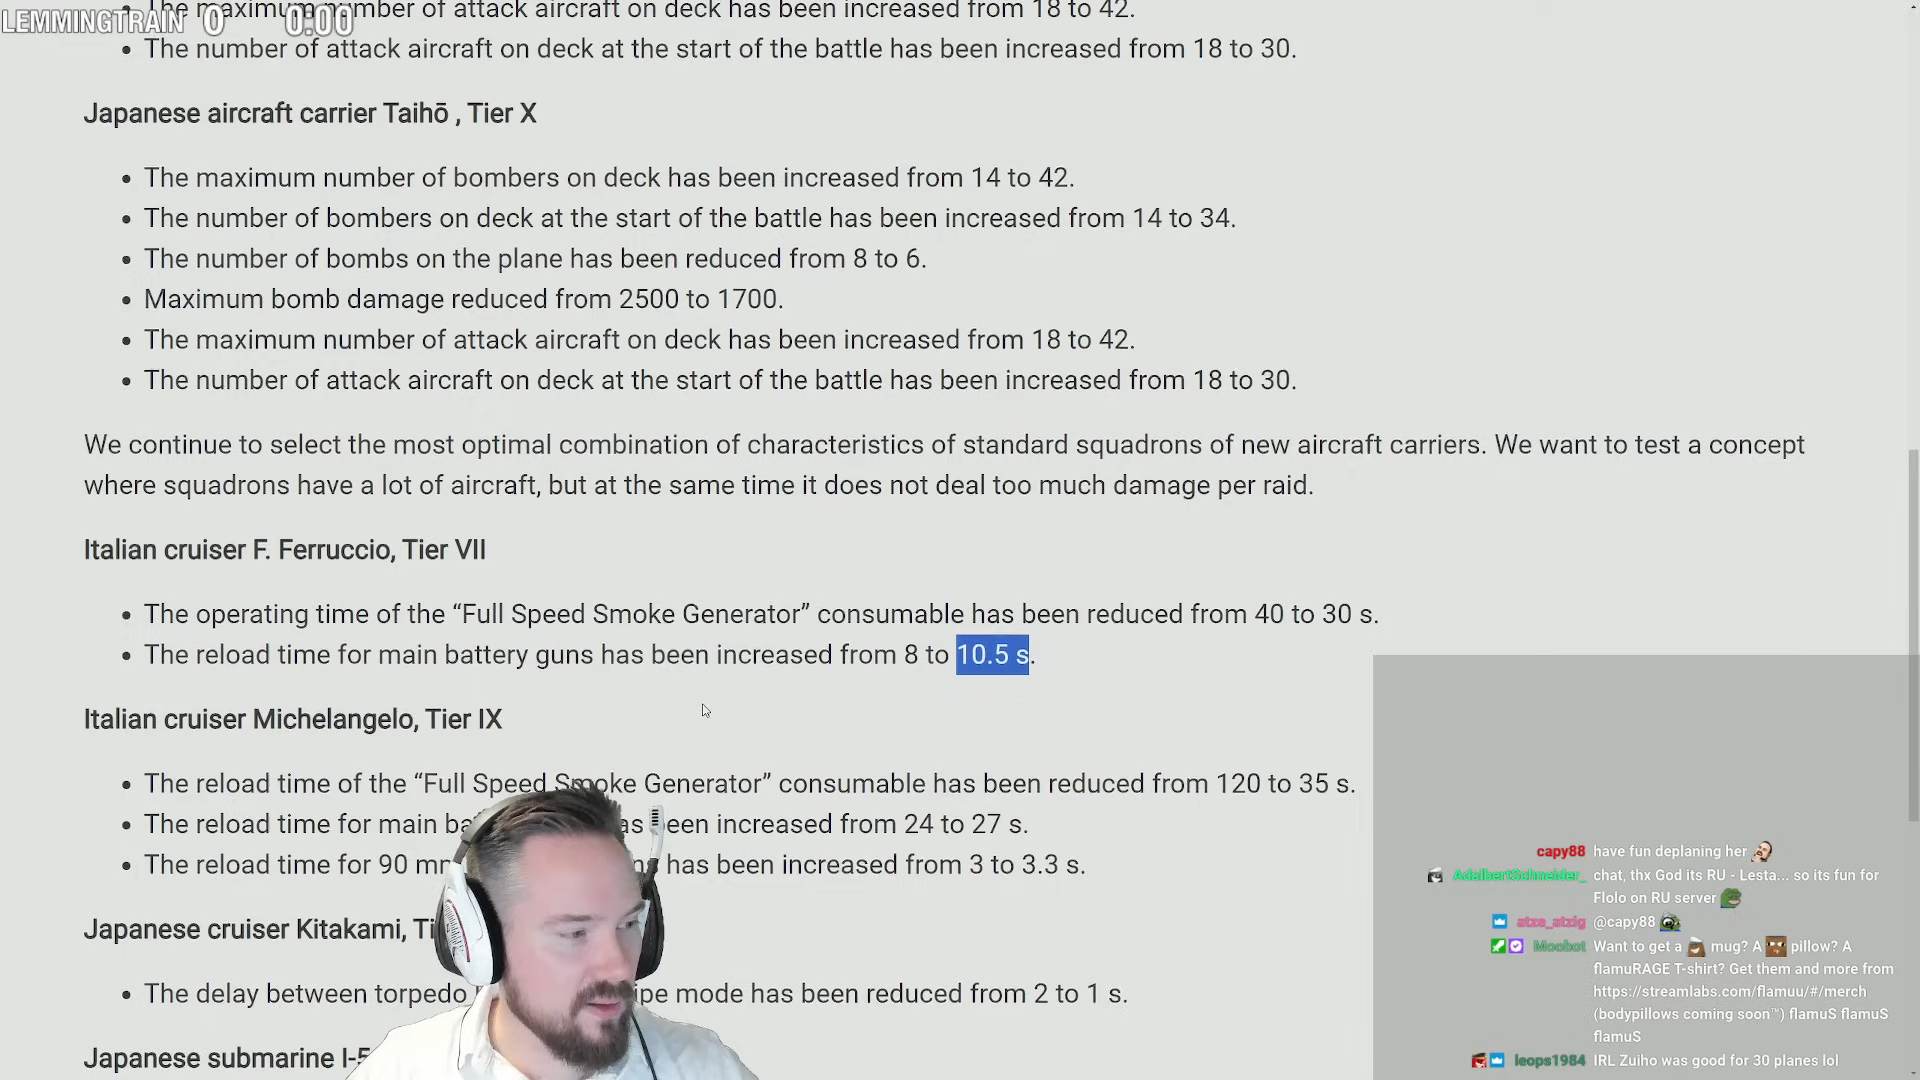 The maximum number of attack aircraft on deck has been increased from 18 to 42.
LEMMINGTRAIN 0 0:00
The number of attack aircraft on deck at the start of the battle has been increased from 18 to 30.
Japanese aircraft carrier Taihō , Tier X
The maximum number of bombers on deck has been increased from 14 to 42.
The number of bombers on deck at the start of the battle has been increased from 14 to 34.
The number of bombs on the plane has been reduced from 8 to 6.
Maximum bomb damage reduced from 2500 to 1700.
The maximum number of attack aircraft on deck has been increased from 18 to 42.
The number of attack aircraft on deck at the start of the battle has been increased from 18 to 30.
We continue to select the most optimal combination of characteristics of standard squadrons of new aircraft carriers. We want to test a concept
where squadrons have a lot of aircraft, but at the same time it does not deal too much damage per raid.
Italian cruiser F. Ferruccio, Tier VII
The operating time of the “Full Speed Smoke Generator” consumable has been reduced from 40 to 30 s.
The reload time for main battery guns has been increased from 8 to 10.5 s.
Italian cruiser Michelangelo, Tier IX
The reload time of the “Full Speed Smoke Generator” consumable has been reduced from 120 to 35 s.
The reload time for main been increased from 24 to 27 s.
The reload time for 90 has been increased from 3 to 3.3 s.
Japanese cruiser Kitakami,
The delay between torpedo mode has been reduced from 2 to 1 s.
Japanese submarine
capy88 have fun deplaning her
AdalbertSchneider_ chat, thx God its RU - Lesta... so its fun for
Flolo on RU server
atze_atzig @capy88
Moobot Want to get a mug? A pillow? A
flamuRAGE T-shirt? Get them and more from
https://streamlabs.com/flamuu/#/merch
(bodypillows coming soon™) flamuS flamuS
flamuS
leops1984 IRL Zuiho was good for 30 planes lol